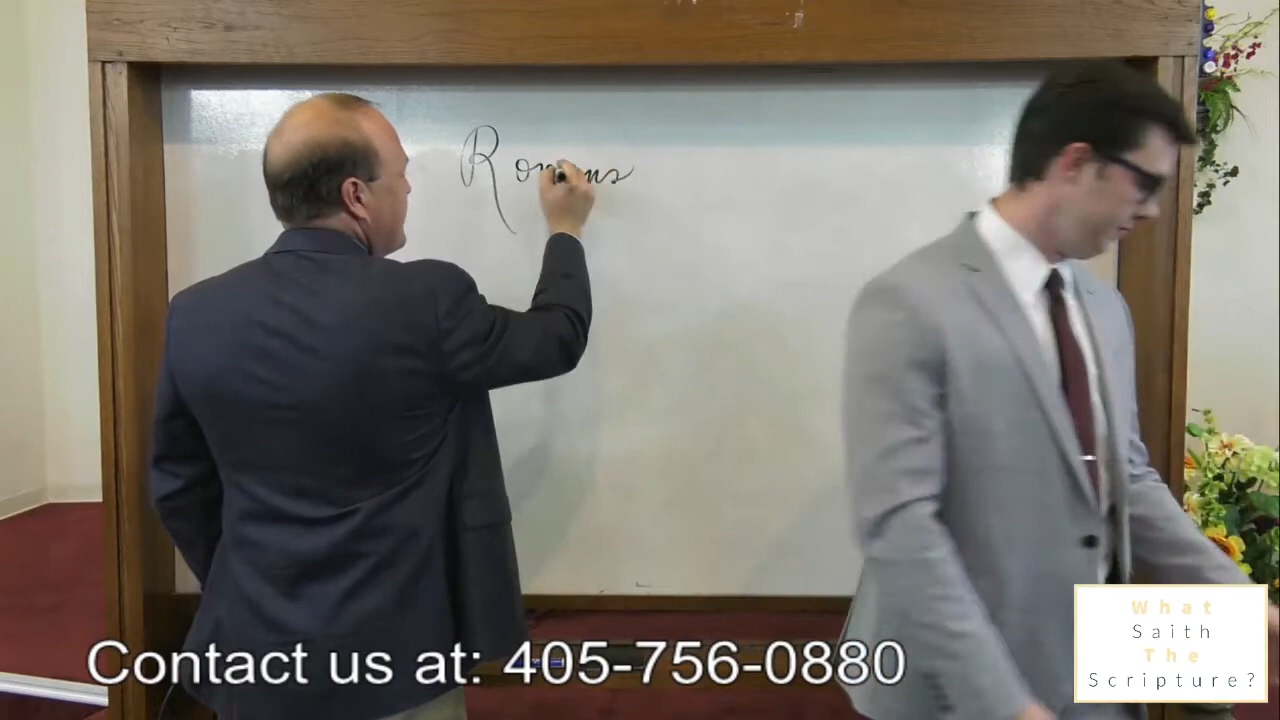 Romans
Contact us at: 405-756-0880
What
Saith
The
Scripture?